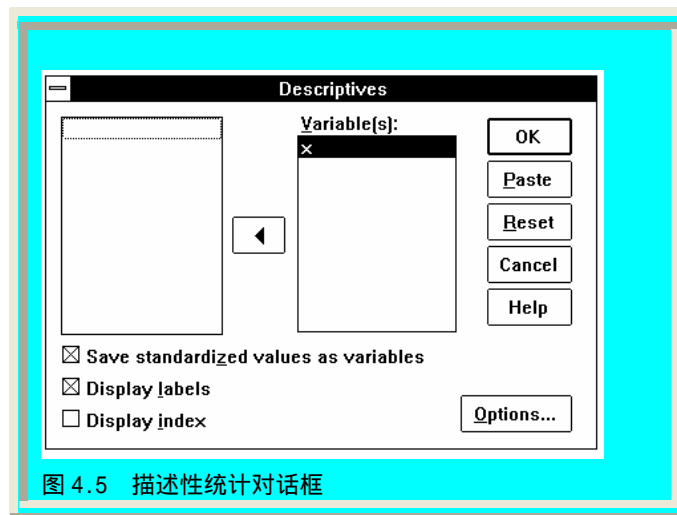 Descriptives
Variable(s):
x
OK
Paste
Reset
Cancel
Help
Save standardized values as variables
Display labels
Display index
Options...
图 4.5 描述性统计对话框